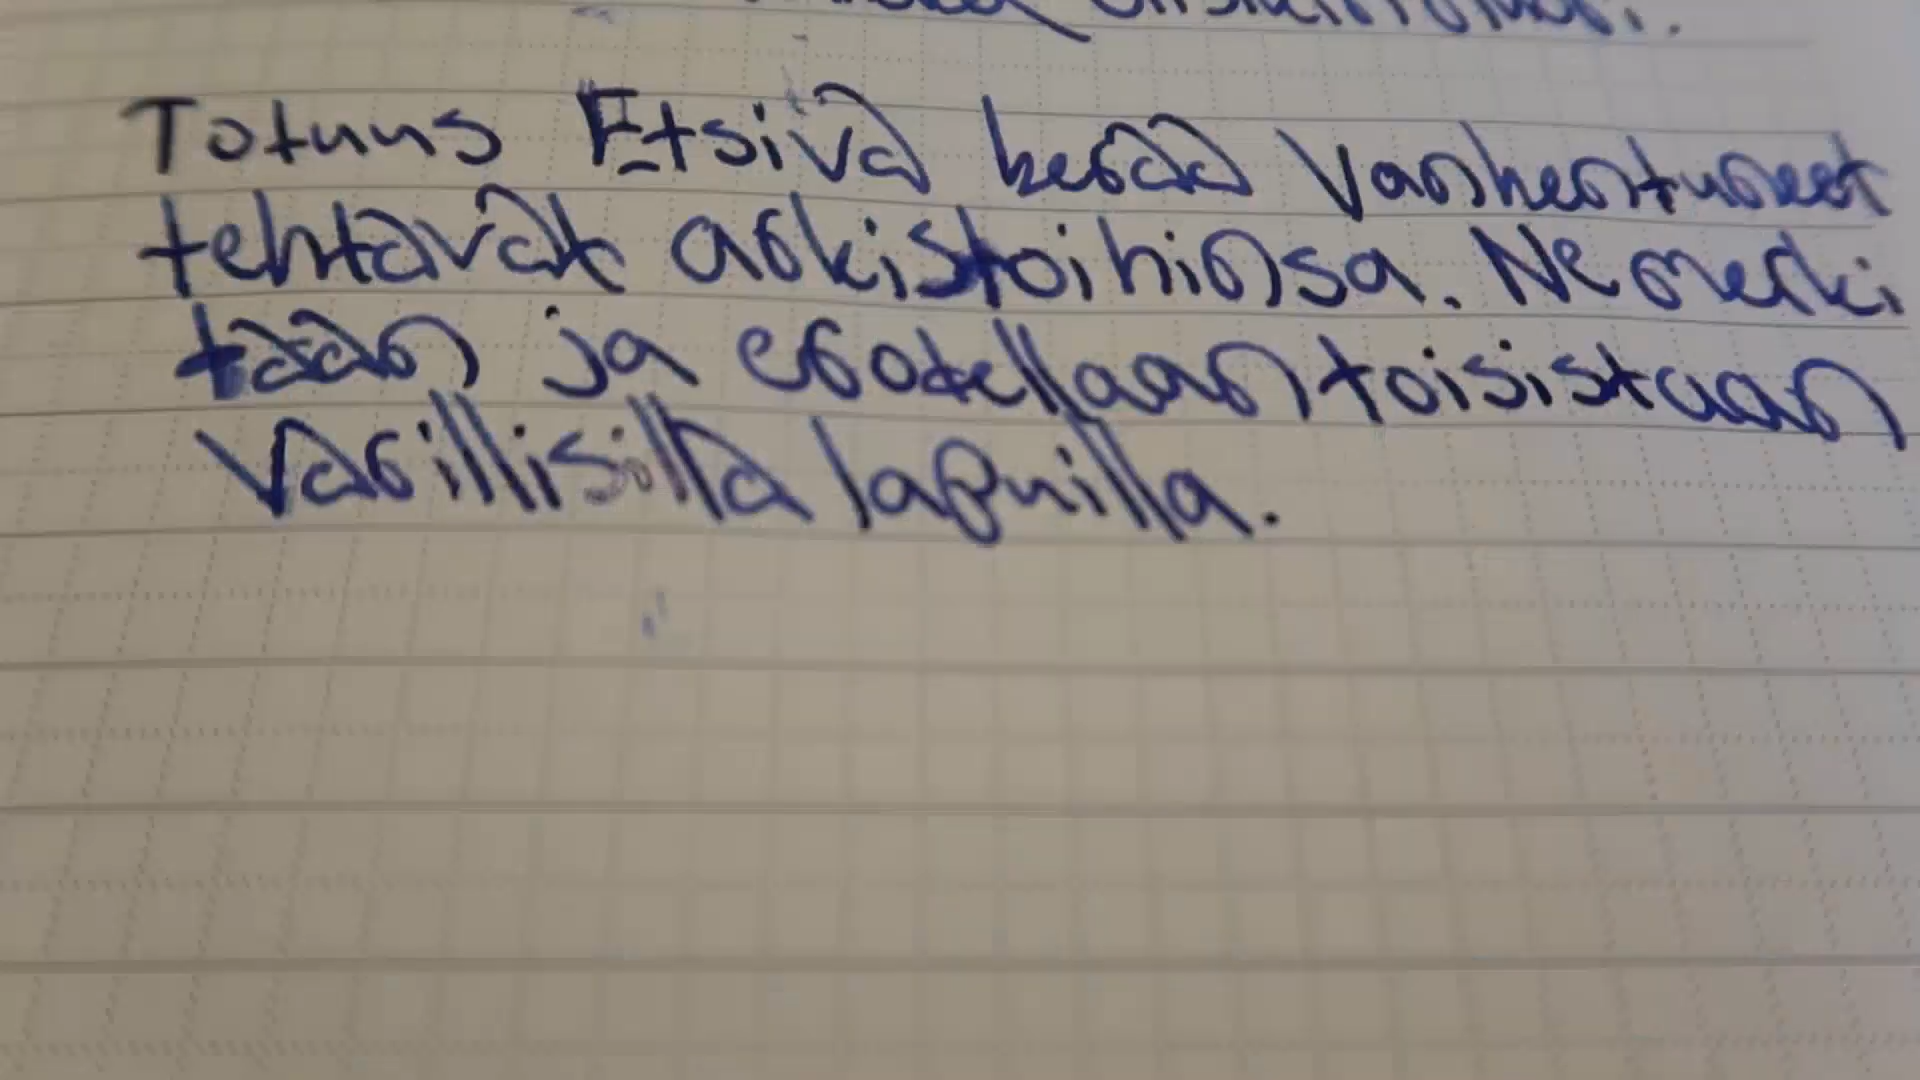 Totuus Etsivä kerää Vanhentuneet
tehtävät arkistoihinsa. Ne merki
tään ja erotellaan toisistaan
Värillisillä lapuilla.